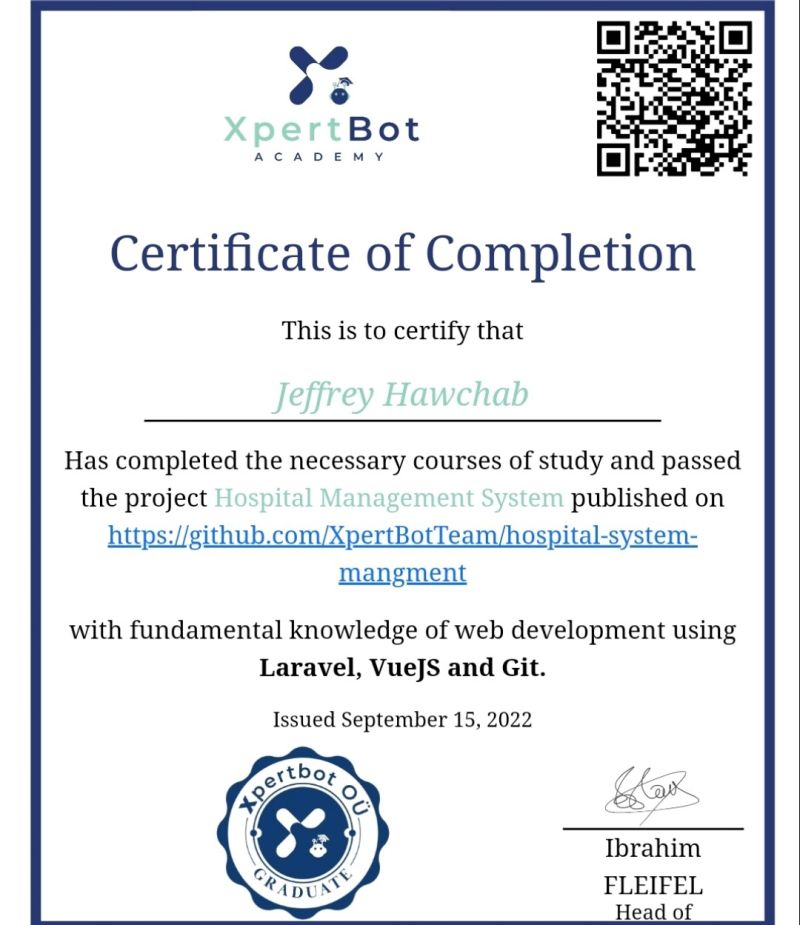 XpertBot
ACADEMY
Certificate of Completion
This is to certify that
Jeffrey Hawchab
Has completed the necessary courses of study and passed
the project Hospital Management System published on
https://github.com/XpertBotTeam/hospital-system-
mangment
with fundamental knowledge of web development using
Laravel, VueJS and Git.
Issued September 15, 2022
Xpertbot OÜ
GRADUATE
Ibrahim
FLEIFEL
Head of